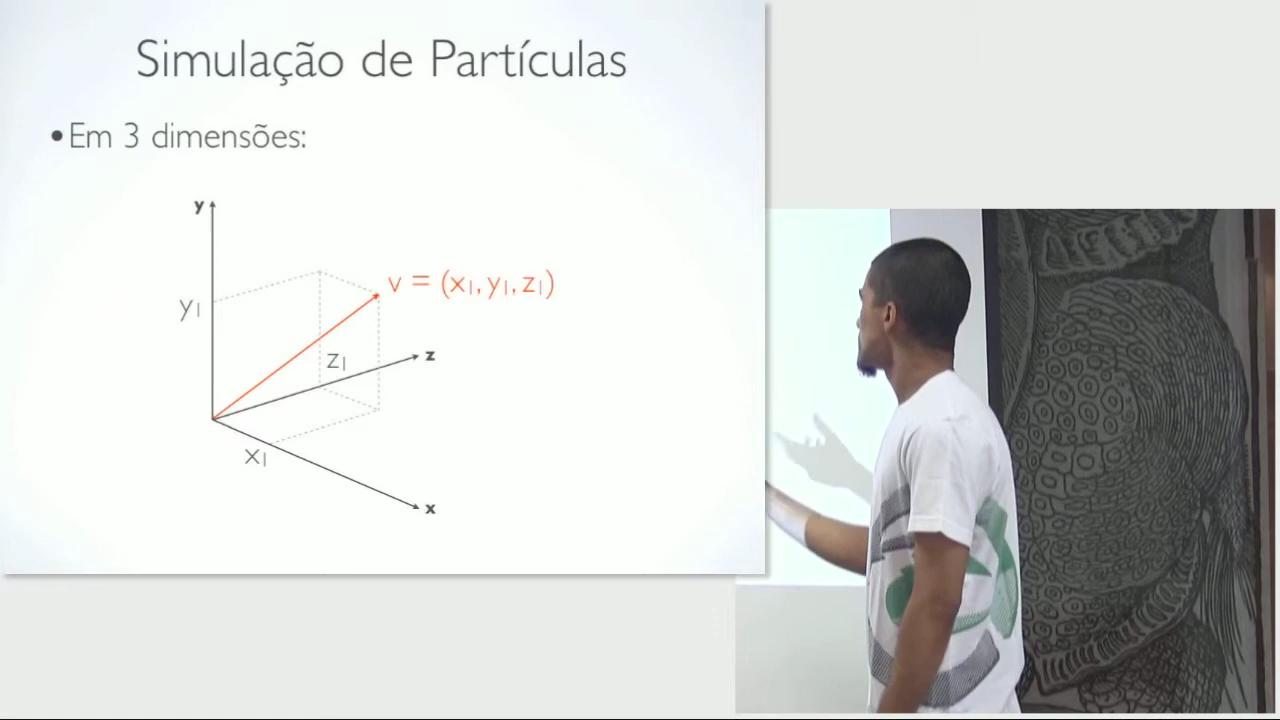 Simulação de Partículas
•Em 3 dimensões:
y
v = (x₁, y₁, z₁)
y₁
z₁
z
x₁
x